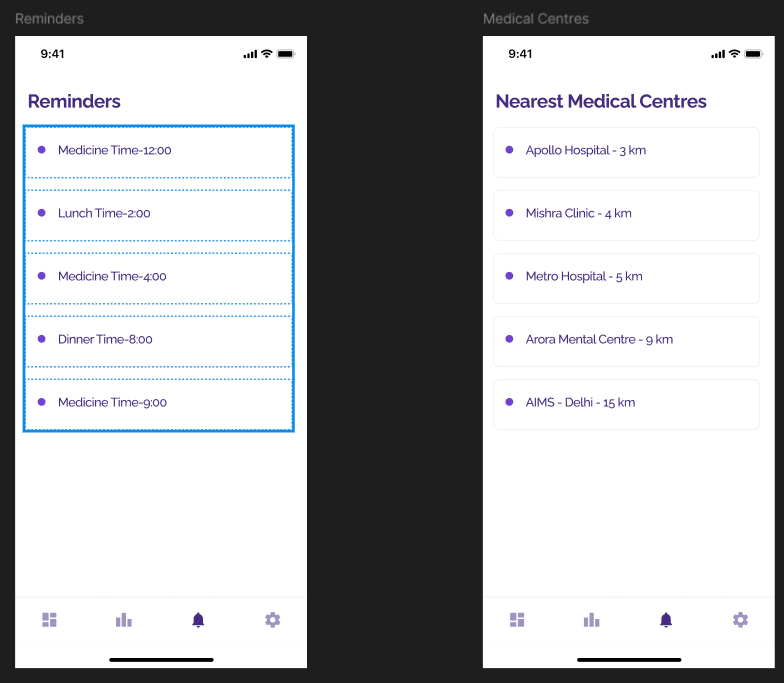 Reminders
9:41
Reminders
Medicine Time-12:00
Lunch Time-2:00
Medicine Time-4:00
Dinner Time-8:00
Medicine Time-9:00
Medical Centres
9:41
Nearest Medical Centres
Apollo Hospital - 3 km
Mishra Clinic - 4 km
Metro Hospital - 5 km
Arora Mental Centre - 9 km
AIMS - Delhi - 15 km